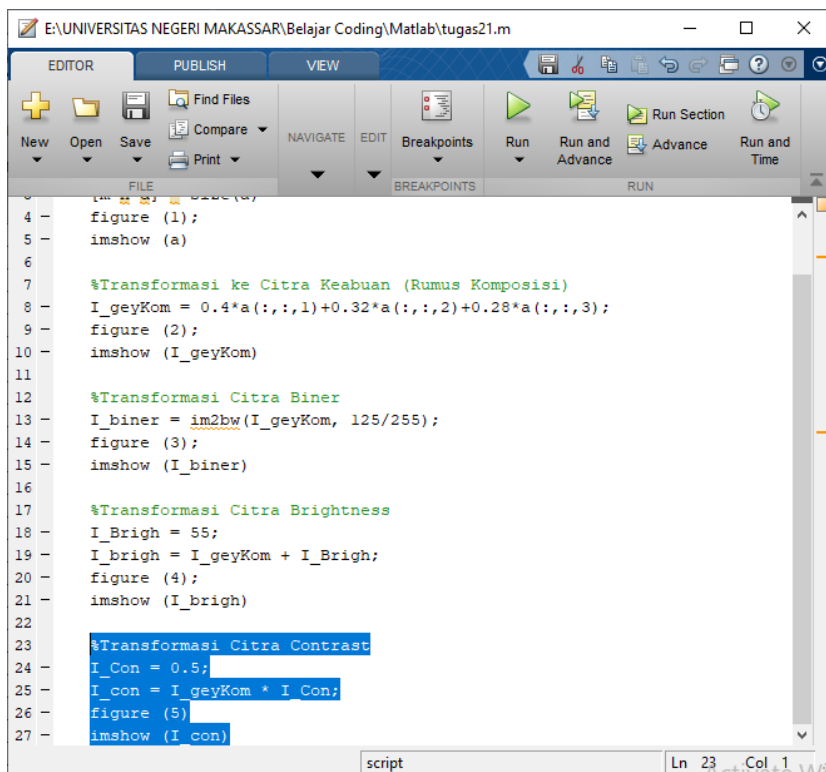 E:\UNIVERSITAS NEGERI MAKASSAR\Belajar Coding\Matlab\tugas21.m
EDITOR PUBLISH VIEW
New Open Save
Find Files
Compare
Print
FILE
NAVIGATE
EDIT
Breakpoints
BREAKPOINTS
Run
Run and Advance
Run Section
Advance
Run and Time
RUN
4 – figure (1);
5 – imshow (a)
6
7 %Transformasi ke Citra Keabuan (Rumus Komposisi)
8 – I_geyKom = 0.4*a(:,:,1)+0.32*a(:,:,2)+0.28*a(:,:,3);
9 – figure (2);
10 – imshow (I_geyKom)
11
12 %Transformasi Citra Biner
13 – I_biner = im2bw(I_geyKom, 125/255);
14 – figure (3);
15 – imshow (I_biner)
16
17 %Transformasi Citra Brightness
18 – I_Brigh = 55;
19 – I_brigh = I_geyKom + I_Brigh;
20 – figure (4);
21 – imshow (I_brigh)
22
23 %Transformasi Citra Contrast
24 – I_Con = 0.5;
25 – I_con = I_geyKom * I_Con;
26 – figure (5)
27 – imshow (I_con)
script
Ln 23 Col 1